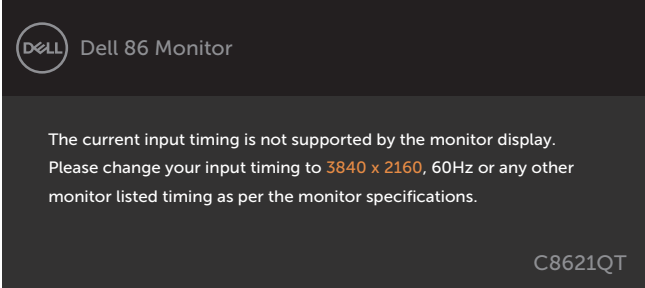 DELL Dell 86 Monitor
The current input timing is not supported by the monitor display.
Please change your input timing to 3840 x 2160, 60Hz or any other
monitor listed timing as per the monitor specifications.
C8621QT